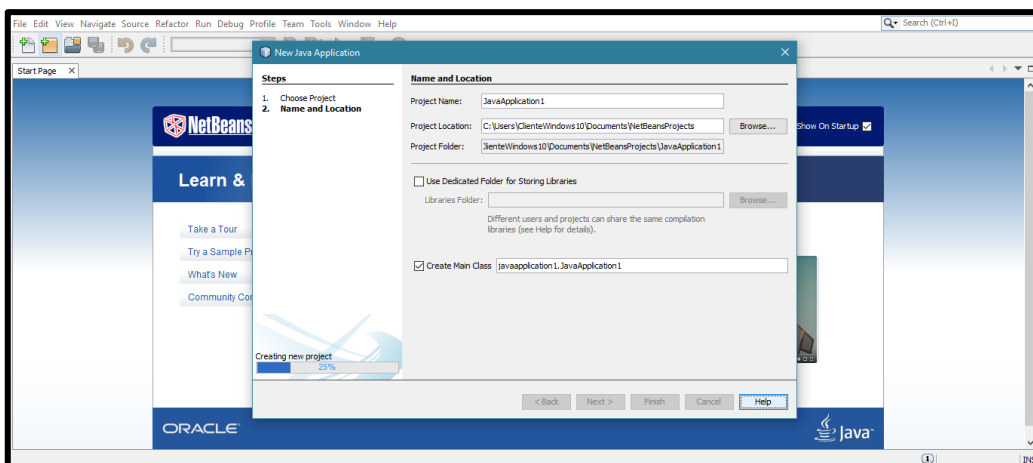 File Edit View Navigate Source Refactor Run Debug Profile Team Tools Window Help
Search (Ctrl+I)
Start Page
NetBeans
Show On Startup
Learn &
Take a Tour
Try a Sample Pr
What's New
Community Cor
ORACLE
Java
New Java Application
Steps
1. Choose Project
2. Name and Location
Creating new project
25%
Name and Location
Project Name: JavaApplication1
Project Location: C:\Users\ClienteWindows10\Documents\NetBeansProjects Browse...
Project Folder: ClienteWindows10\Documents\NetBeansProjects\JavaApplication1
Use Dedicated Folder for Storing Libraries
Libraries Folder: Browse...
Different users and projects can share the same compilation
libraries (see Help for details).
Create Main Class javaapplication1.JavaApplication1
< Back Next > Finish Cancel Help
1 INS